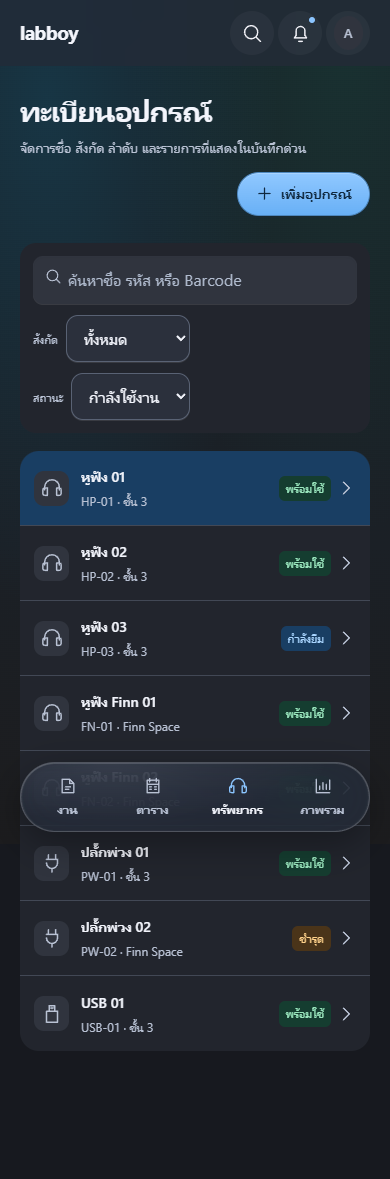 labboy
A
ทะเบียนอุปกรณ์
จัดการชื่อ สังกัด ลำดับ และรายการที่แสดงในบันทึกด่วน
เพิ่มอุปกรณ์
ค้นหาชื่อ รหัส หรือ Barcode
สังกัด ทั้งหมด
สถานะ กำลังใช้งาน
หูฟัง 01
HP-01 · ชั้น 3
พร้อมใช้
หูฟัง 02
HP-02 · ชั้น 3
พร้อมใช้
หูฟัง 03
HP-03 · ชั้น 3
กำลังยืม
หูฟัง Finn 01
FN-01 · Finn Space
พร้อมใช้
หูฟัง Finn 02
งาน ตาราง ทรัพยากร ภาพรวม
ปลั๊กพ่วง 01
PW-01 · ชั้น 3
พร้อมใช้
ปลั๊กพ่วง 02
PW-02 · Finn Space
ชำรุด
USB 01
USB-01 · ชั้น 3
พร้อมใช้